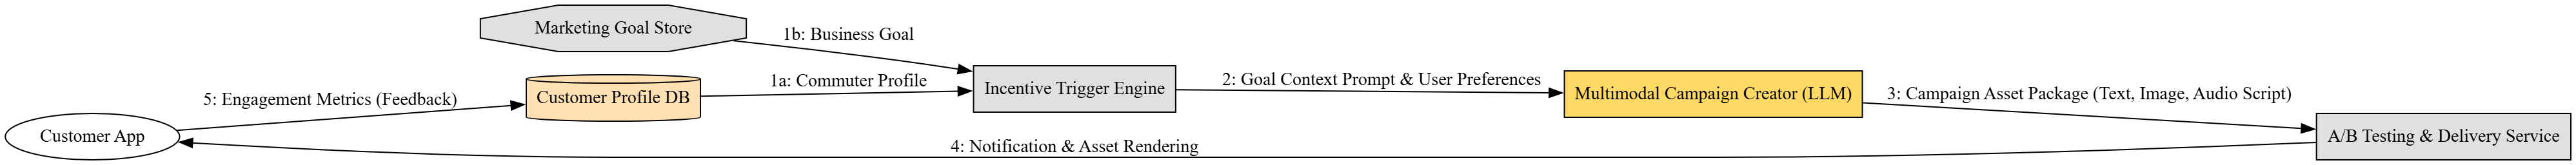 Marketing Goal Store
1b: Business Goal
1a: Commuter Profile
5: Engagement Metrics (Feedback)
Customer Profile DB
Incentive Trigger Engine
2: Goal Context Prompt & User Preferences
Multimodal Campaign Creator (LLM)
3: Campaign Asset Package (Text, Image, Audio Script)
Customer App
A/B Testing & Delivery Service
4: Notification & Asset Rendering